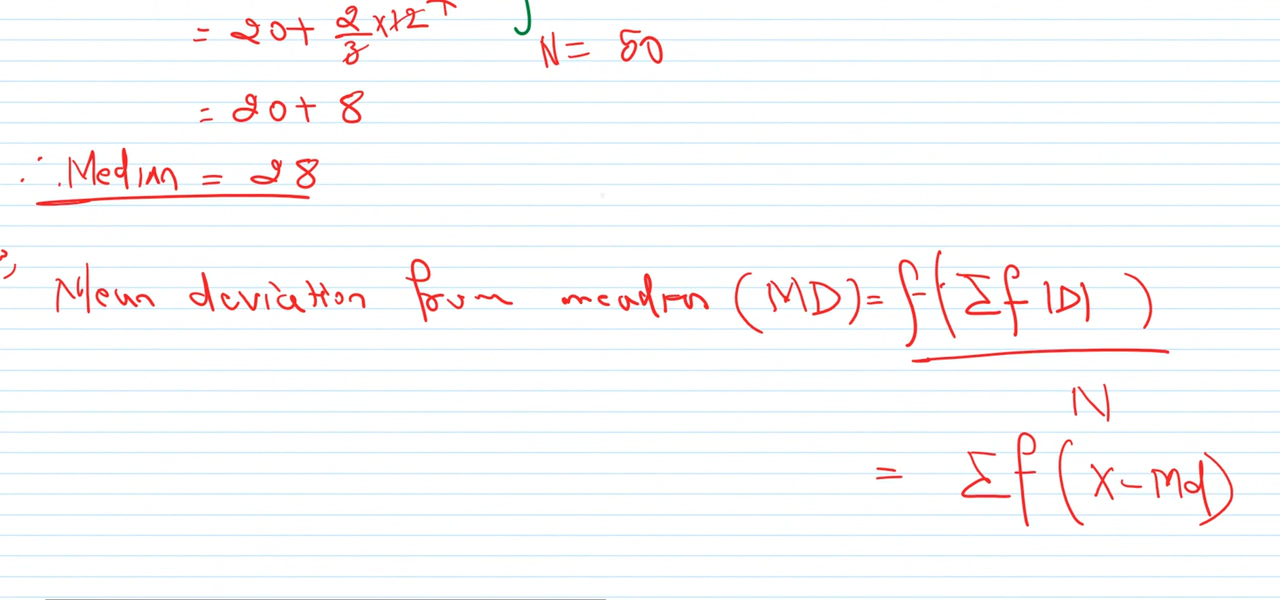 = 20 + 2/3 × 12
N = 50
= 20 + 8
∴ Median = 28
Mean deviation from median (MD) = f(Σf|D|)
N
= Σf(X-Md)